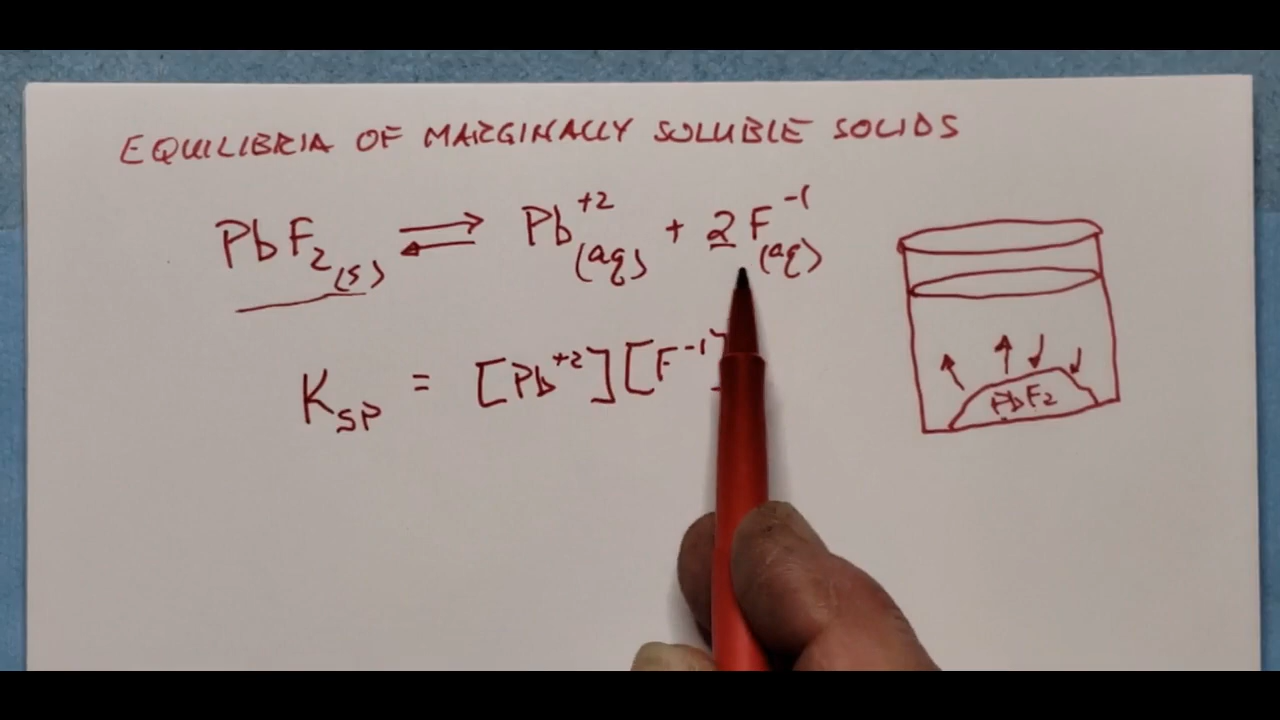 EQUILIBRIA OF MARGINALLY SOLUBLE SOLIDS
PbF₂(s) ⇌ Pb⁺²(aq) + 2F⁻¹(aq)
Ksp = [Pb⁺²][F⁻¹]
PbF₂